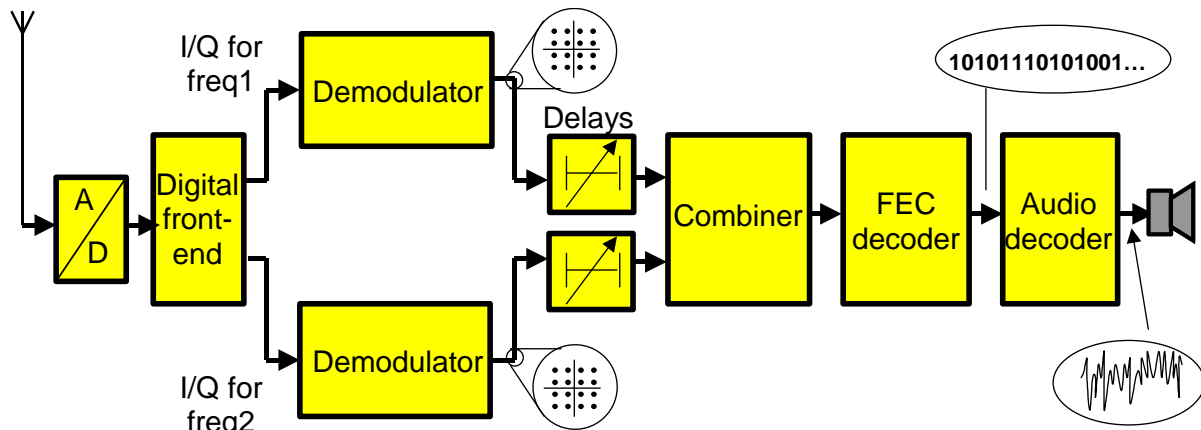 I/Q for
freq1
Demodulator
10101110101001...
Delays
A
D
Digital
front-
end
Combiner
FEC
decoder
Audio
decoder
Demodulator
I/Q for
freq2